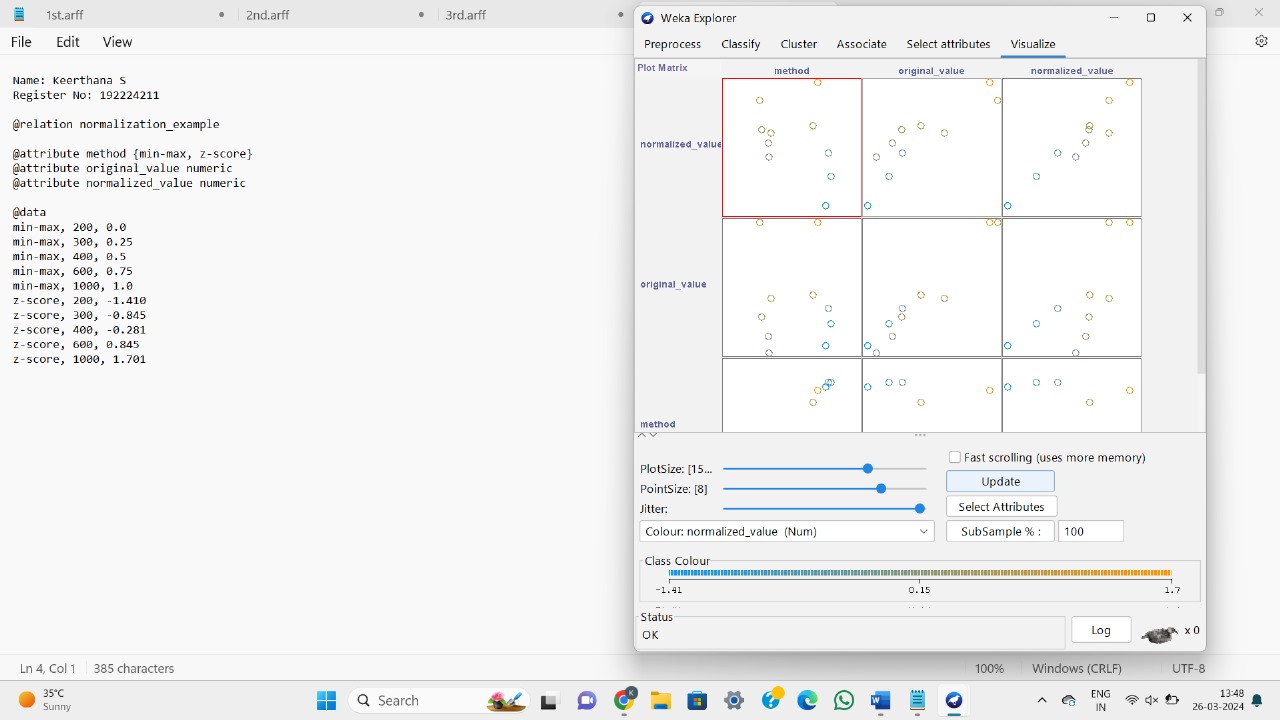 1st.arff
2nd.arff
3rd.arff
File Edit View
Name: Keerthana S
Register No: 192224211
@relation normalization_example
@attribute method {min-max, z-score}
@attribute original_value numeric
@attribute normalized_value numeric
@data
min-max, 200, 0.0
min-max, 300, 0.25
min-max, 400, 0.5
min-max, 600, 0.75
min-max, 1000, 1.0
z-score, 200, -1.410
z-score, 300, -0.845
z-score, 400, -0.281
z-score, 600, 0.845
z-score, 1000, 1.701
Ln 4, Col 1 385 characters
100% Windows (CRLF) UTF-8
Weka Explorer
Preprocess Classify Cluster Associate Select attributes Visualize
Plot Matrix method original_value normalized_value
normalized_value
original_value
method
PlotSize: [15...
PointSize: [8]
Jitter:
Fast scrolling (uses more memory)
Update
Select Attributes
Colour: normalized_value (Num)
SubSample % : 100
Class Colour
-1.41 0.15 1.7
Status
OK
Log
x 0
35°C
Sunny
Search
ENG
IN
13:48
26-03-2024